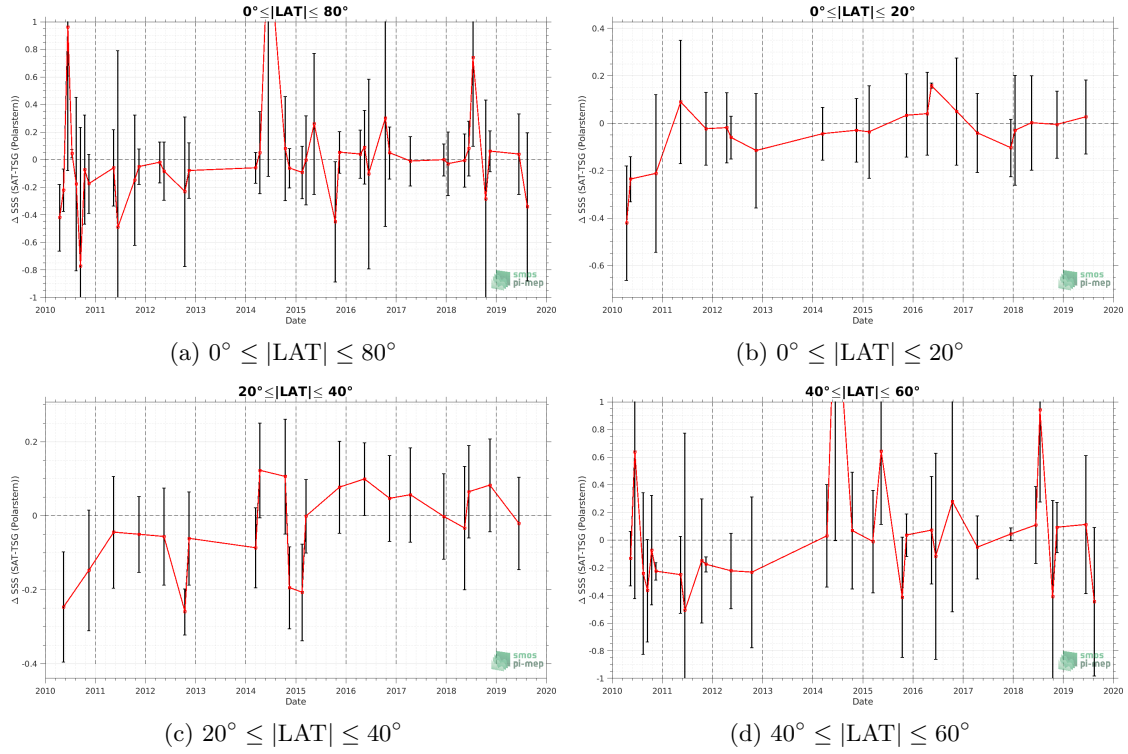 0°≤|LAT|≤ 80°
Δ SSS (SAT-TSG (Polarstern))
1
0.8
0.6
0.4
0.2
0
-0.2
-0.4
-0.6
-0.8
-1
2010 2011 2012 2013 2014 2015 2016 2017 2018 2019 2020
Date
smos
pi-mep
(a) 0° ≤ |LAT| ≤ 80°
0°≤|LAT|≤ 20°
Δ SSS (SAT-TSG (Polarstern))
0.4
0.2
0
-0.2
-0.4
-0.6
2010 2011 2012 2013 2014 2015 2016 2017 2018 2019 2020
Date
smos
pi-mep
(b) 0° ≤ |LAT| ≤ 20°
20°≤|LAT|≤ 40°
Δ SSS (SAT-TSG (Polarstern))
0.2
0
-0.2
-0.4
2010 2011 2012 2013 2014 2015 2016 2017 2018 2019 2020
Date
smos
pi-mep
(c) 20° ≤ |LAT| ≤ 40°
40°≤|LAT|≤ 60°
Δ SSS (SAT-TSG (Polarstern))
1
0.8
0.6
0.4
0.2
0
-0.2
-0.4
-0.6
-0.8
-1
2010 2011 2012 2013 2014 2015 2016 2017 2018 2019 2020
Date
smos
pi-mep
(d) 40° ≤ |LAT| ≤ 60°